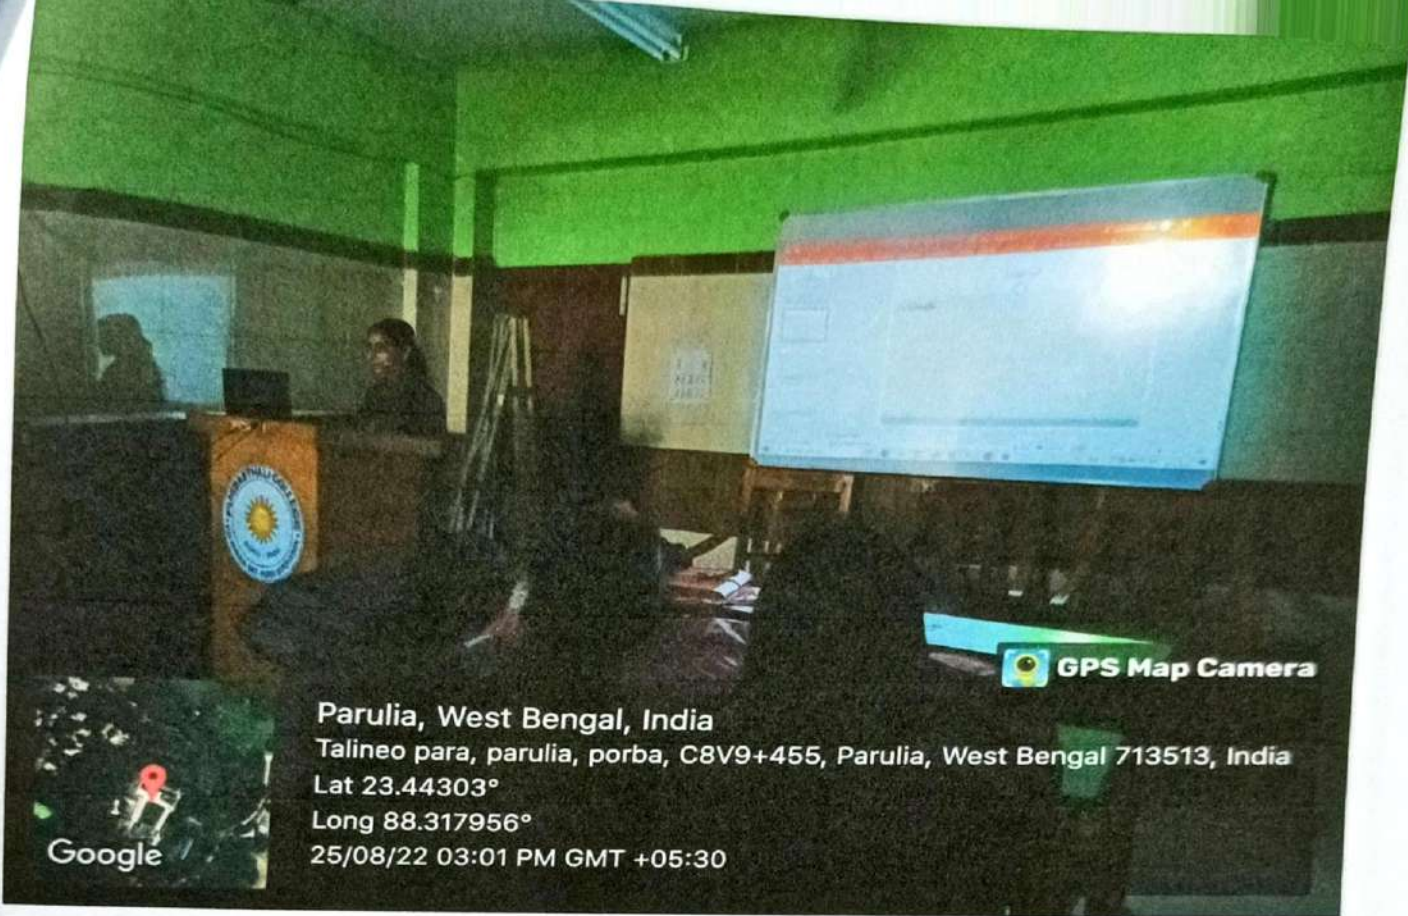 GPS Map Camera
Parulia, West Bengal, India
Talineo para, parulia, porba, C8V9+455, Parulia, West Bengal 713513, India
Lat 23.44303°
Long 88.317956°
25/08/22 03:01 PM GMT +05:30
Google